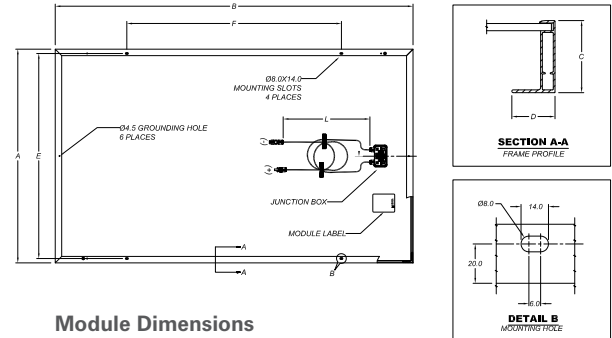 B
F
Ø8.0X14.0
MOUNTING SLOTS
4 PLACES
A
E
Ø4.5 GROUNDING HOLE
6 PLACES
L
(-)
(+)
JUNCTION BOX
MODULE LABEL
A
A
B
Module Dimensions
C
D
SECTION A-A
FRAME PROFILE
Ø8.0
14.0
20.0
6.0
DETAIL B
MOUNTING HOLE